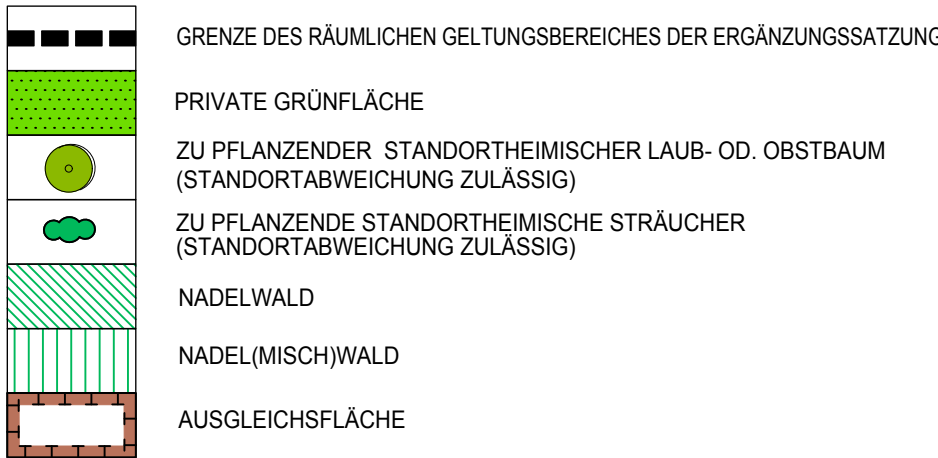 GRENZE DES RÄUMLICHEN GELTUNGSBEREICHES DER ERGÄNZUNGSSATZUNG
PRIVATE GRÜNFLÄCHE
ZU PFLANZENDER STANDORTHEIMISCHER LAUB- OD. OBSTBAUM
(STANDORTABWEICHUNG ZULÄSSIG)
ZU PFLANZENDE STANDORTHEIMISCHE STRÄUCHER
(STANDORTABWEICHUNG ZULÄSSIG)
NADELWALD
NADEL(MISCH)WALD
AUSGLEICHSFLÄCHE